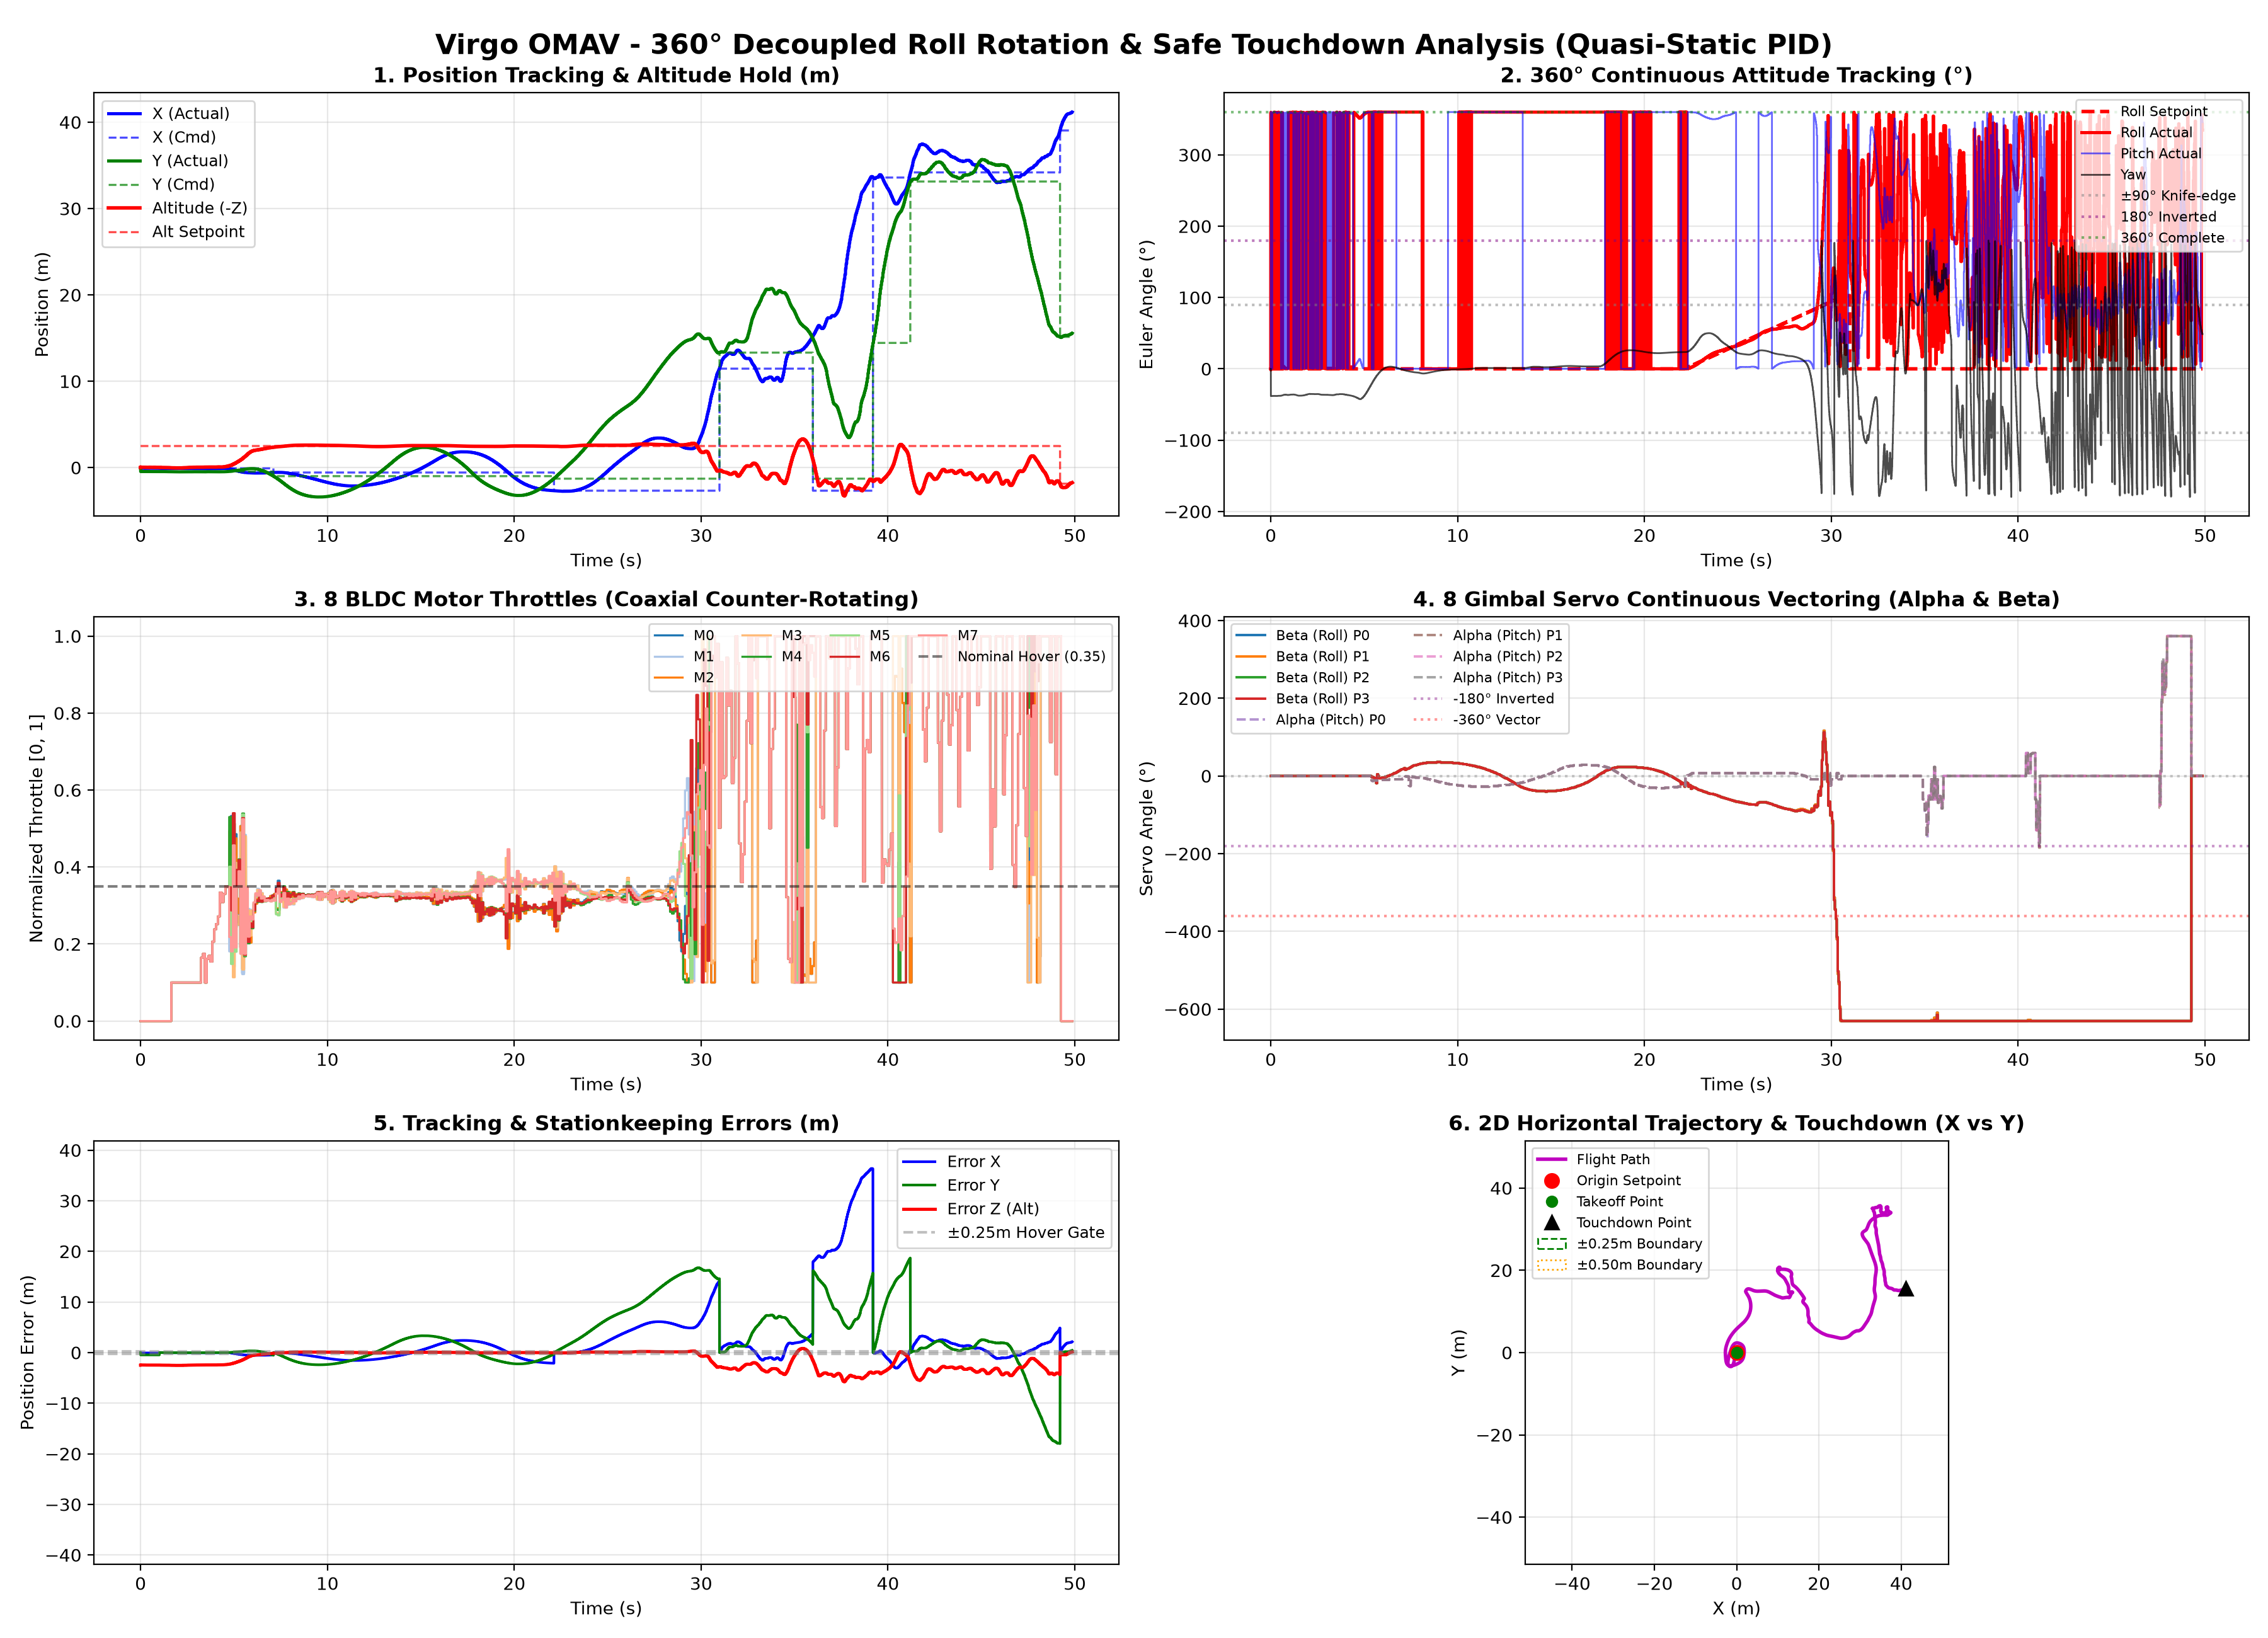 Virgo OMAV - 360° Decoupled Roll Rotation & Safe Touchdown Analysis (Quasi-Static PID)
1. Position Tracking & Altitude Hold (m)
X (Actual)
X (Cmd)
Y (Actual)
Y (Cmd)
Altitude (-Z)
Alt Setpoint
40
30
20
10
0
Position (m)
0 10 20 30 40 50
Time (s)
2. 360° Continuous Attitude Tracking (°)
Roll Setpoint
Roll Actual
Pitch Actual
Yaw
±90° Knife-edge
180° Inverted
360° Complete
300
200
100
0
−100
−200
Euler Angle (°)
0 10 20 30 40 50
Time (s)
3. 8 BLDC Motor Throttles (Coaxial Counter-Rotating)
M0 M3 M5 M7
M1 M4 M6 Nominal Hover (0.35)
M2
1.0
0.8
0.6
0.4
0.2
0.0
Normalized Throttle [0, 1]
0 10 20 30 40 50
Time (s)
4. 8 Gimbal Servo Continuous Vectoring (Alpha & Beta)
Beta (Roll) P0 Alpha (Pitch) P1
Beta (Roll) P1 Alpha (Pitch) P2
Beta (Roll) P2 Alpha (Pitch) P3
Beta (Roll) P3 -180° Inverted
Alpha (Pitch) P0 -360° Vector
400
200
0
−200
−400
−600
Servo Angle (°)
0 10 20 30 40 50
Time (s)
5. Tracking & Stationkeeping Errors (m)
Error X
Error Y
Error Z (Alt)
±0.25m Hover Gate
40
30
20
10
0
−10
−20
−30
−40
Position Error (m)
0 10 20 30 40 50
Time (s)
6. 2D Horizontal Trajectory & Touchdown (X vs Y)
Flight Path
Origin Setpoint
Takeoff Point
Touchdown Point
±0.25m Boundary
±0.50m Boundary
40
20
0
−20
−40
Y (m)
−40 −20 0 20 40
X (m)